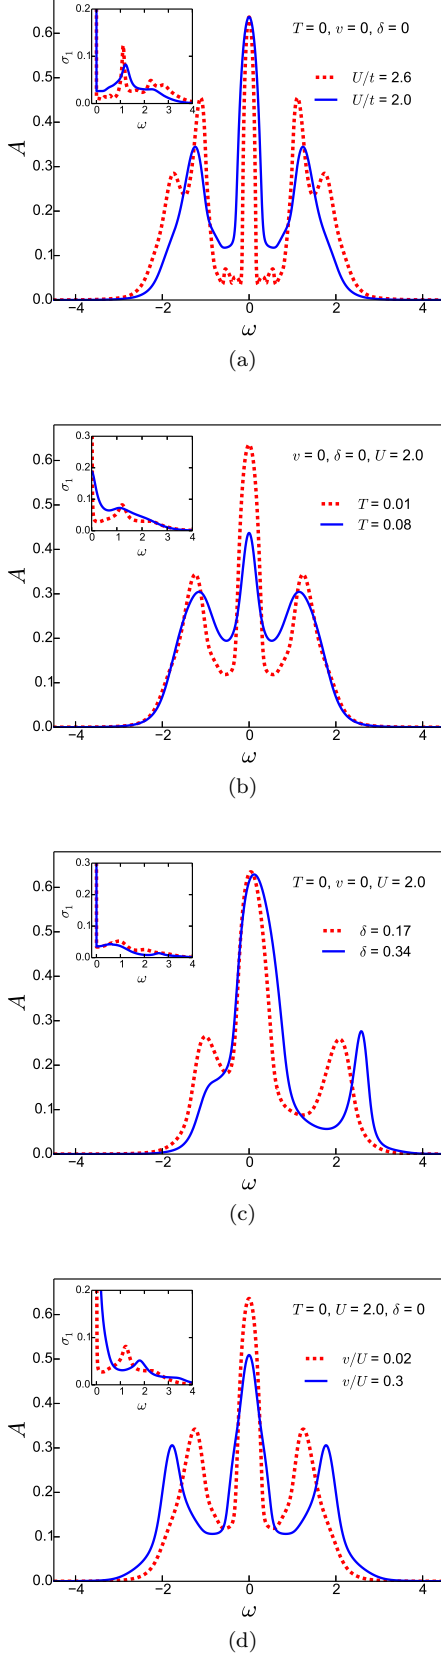 0.3
0.2
0.1
0.0
σ₁
0 1 2 3 4
ω
T = 0, v = 0, δ = 0
U/t = 2.6
U/t = 2.0
0.6
0.5
0.4
0.3
0.2
0.1
0.0
A
−4 −2 0 2 4
ω
(a)
0.3
0.2
0.1
0.0
σ₁
0 1 2 3 4
ω
v = 0, δ = 0, U = 2.0
T = 0.01
T = 0.08
0.6
0.5
0.4
0.3
0.2
0.1
0.0
A
−4 −2 0 2 4
ω
(b)
0.3
0.2
0.1
0.0
σ₁
0 1 2 3 4
ω
T = 0, v = 0, U = 2.0
δ = 0.17
δ = 0.34
0.6
0.5
0.4
0.3
0.2
0.1
0.0
A
−4 −2 0 2 4
ω
(c)
0.2
0.1
0.0
σ₁
0 1 2 3 4
ω
T = 0, U = 2.0, δ = 0
v/U = 0.02
v/U = 0.3
0.6
0.5
0.4
0.3
0.2
0.1
0.0
A
−4 −2 0 2 4
ω
(d)